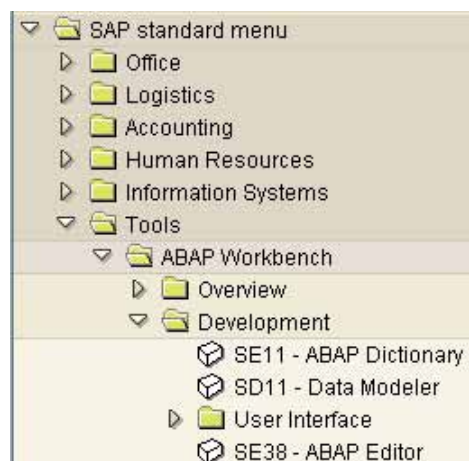 SAP standard menu
Office
Logistics
Accounting
Human Resources
Information Systems
Tools
ABAP Workbench
Overview
Development
SE11 - ABAP Dictionary
SD11 - Data Modeler
User Interface
SE38 - ABAP Editor